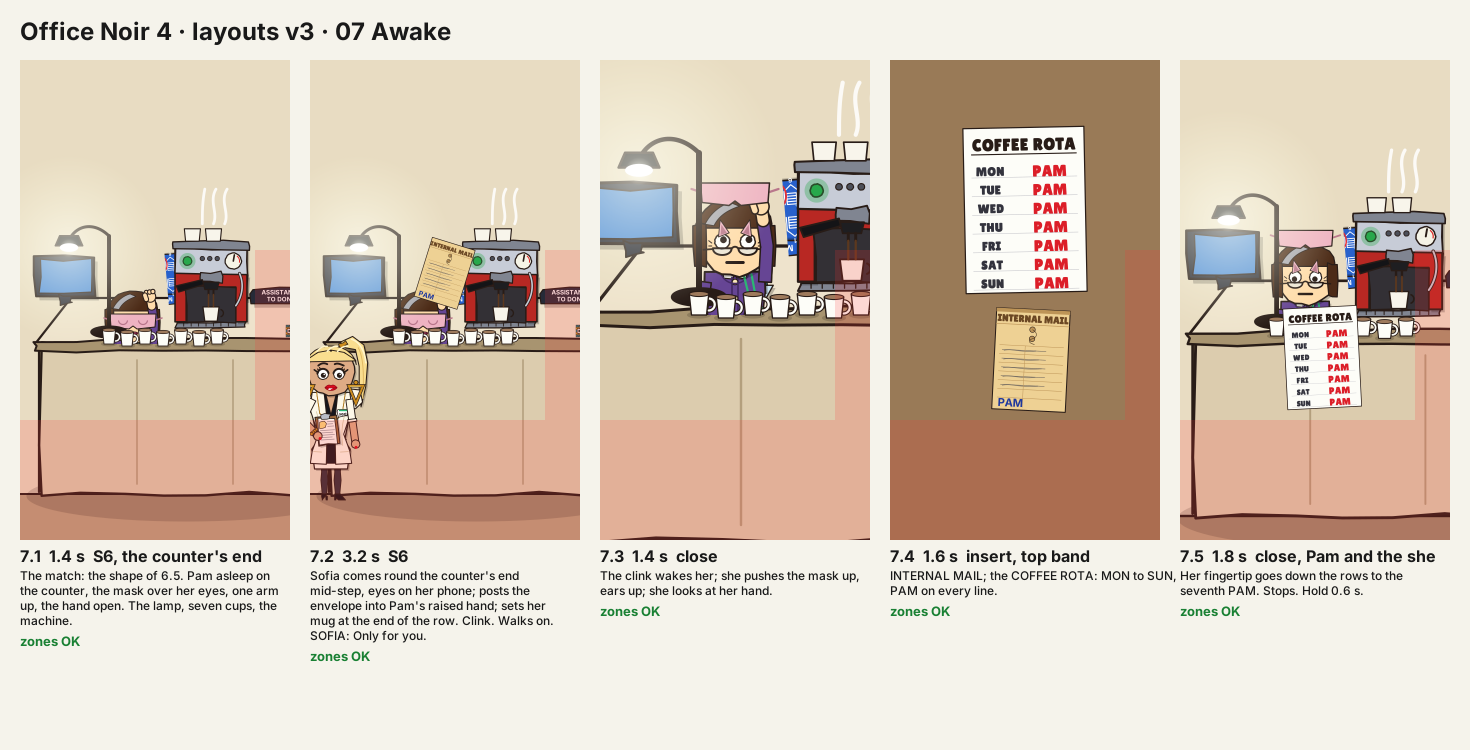 Office Noir 4 · layouts v3 · 07 Awake
ASSISTAN
TO DON
INTERNAL MAIL
PAM
ASSISTAN
TO DON
COFFEE ROTA
MON PAM
TUE PAM
WED PAM
THU PAM
FRI PAM
SAT PAM
SUN PAM
INTERNAL MAIL
PAM
COFFEE ROTA
MON PAM
TUE PAM
WED PAM
THU PAM
FRI PAM
SAT PAM
SUN PAM
7.1 1.4 s S6, the counter's end
The match: the shape of 6.5. Pam asleep on
the counter, the mask over her eyes, one arm
up, the hand open. The lamp, seven cups, the
machine.
zones OK
7.2 3.2 s S6
Sofia comes round the counter's end
mid-step, eyes on her phone; posts the
envelope into Pam's raised hand; sets her
mug at the end of the row. Clink. Walks on.
SOFIA: Only for you.
zones OK
7.3 1.4 s close
The clink wakes her; she pushes the mask up,
ears up; she looks at her hand.
zones OK
7.4 1.6 s insert, top band
INTERNAL MAIL; the COFFEE ROTA: MON to SUN,
PAM on every line.
zones OK
7.5 1.8 s close, Pam and the she
Her fingertip goes down the rows to the
seventh PAM. Stops. Hold 0.6 s.
zones OK